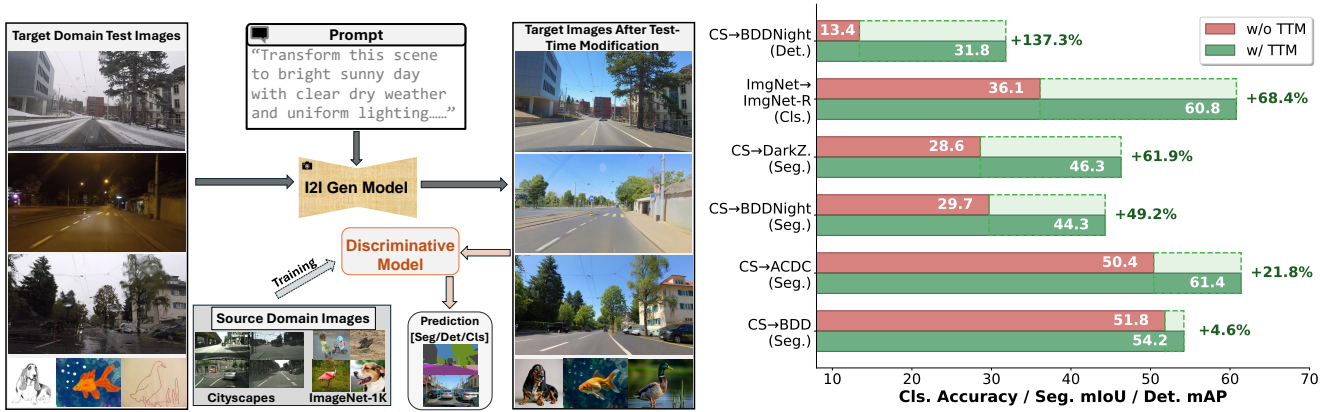 Target Domain Test Images
Prompt
“Transform this scene
to bright sunny day
with clear dry weather
and uniform lighting……”
I2I Gen Model
Discriminative
Model
Training
Source Domain Images
Cityscapes
ImageNet-1K
Prediction
[Seg/Det/Cls]
Target Images After Test-
Time Modification
w/o TTM
w/ TTM
CS→BDDNight
(Det.)
13.4
31.8
+137.3%
ImgNet→
ImgNet-R
(Cls.)
36.1
60.8
+68.4%
CS→DarkZ.
(Seg.)
28.6
46.3
+61.9%
CS→BDDNight
(Seg.)
29.7
44.3
+49.2%
CS→ACDC
(Seg.)
50.4
61.4
+21.8%
CS→BDD
(Seg.)
51.8
54.2
+4.6%
10 20 30 40 50 60 70
Cls. Accuracy / Seg. mIoU / Det. mAP